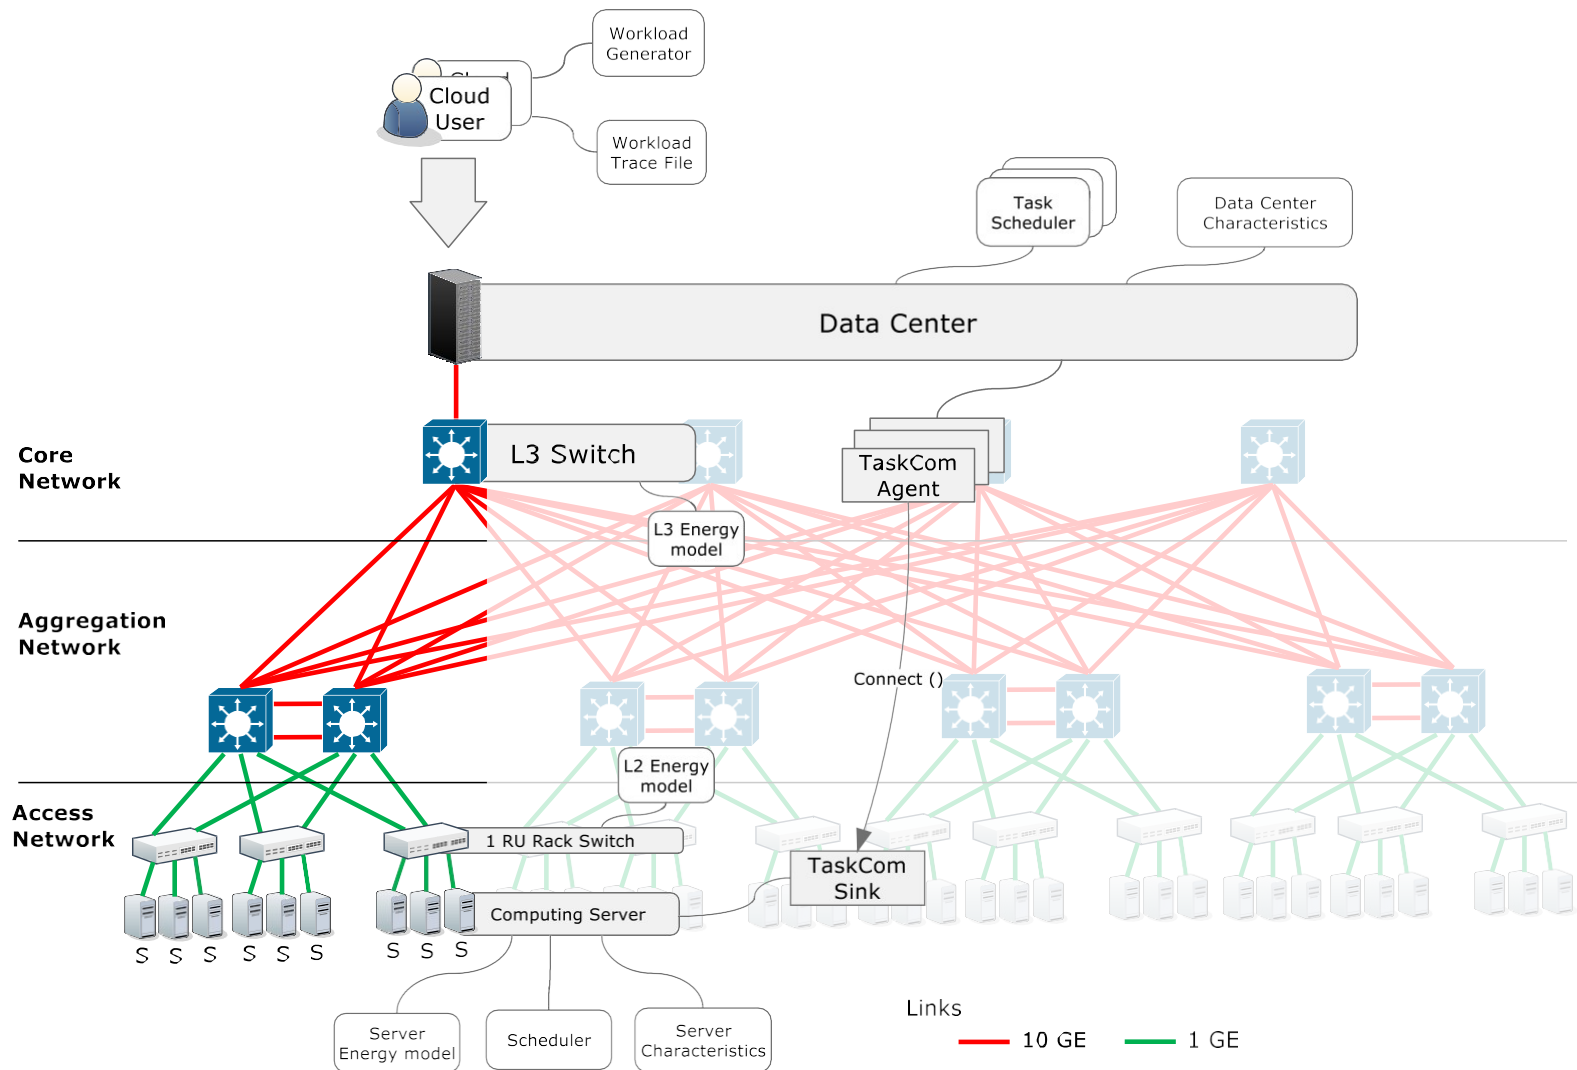 Workload
Generator
Cloud
Cloud
User
Workload
Trace File
Task
Scheduler
Data Center
Characteristics
Data Center
Core
Network
L3 Switch
TaskCom
Agent
L3 Energy
model
Aggregation
Network
Connect ()
L2 Energy
model
Access
Network
1 RU Rack Switch
TaskCom
Sink
Computing Server
S
S
S
S
S
S
S
S
S
Server
Energy model
Scheduler
Server
Characteristics
Links
10 GE
1 GE